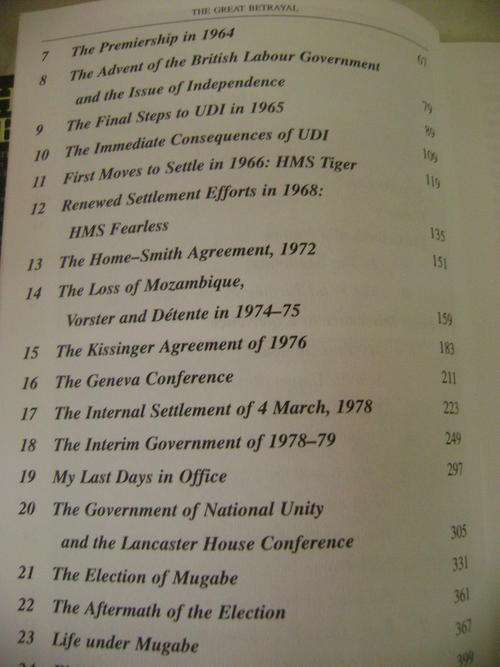 THE GREAT BETRAYAL
7 The Premiership in 1964 67
8 The Advent of the British Labour Government
and the Issue of Independence 79
9 The Final Steps to UDI in 1965 89
10 The Immediate Consequences of UDI 109
11 First Moves to Settle in 1966: HMS Tiger 119
12 Renewed Settlement Efforts in 1968:
HMS Fearless 135
13 The Home–Smith Agreement, 1972 151
14 The Loss of Mozambique,
Vorster and Détente in 1974–75 159
15 The Kissinger Agreement of 1976 183
16 The Geneva Conference 211
17 The Internal Settlement of 4 March, 1978 223
18 The Interim Government of 1978–79 249
19 My Last Days in Office 297
20 The Government of National Unity
and the Lancaster House Conference 305
21 The Election of Mugabe 331
22 The Aftermath of the Election 361
23 Life under Mugabe 367
24 399